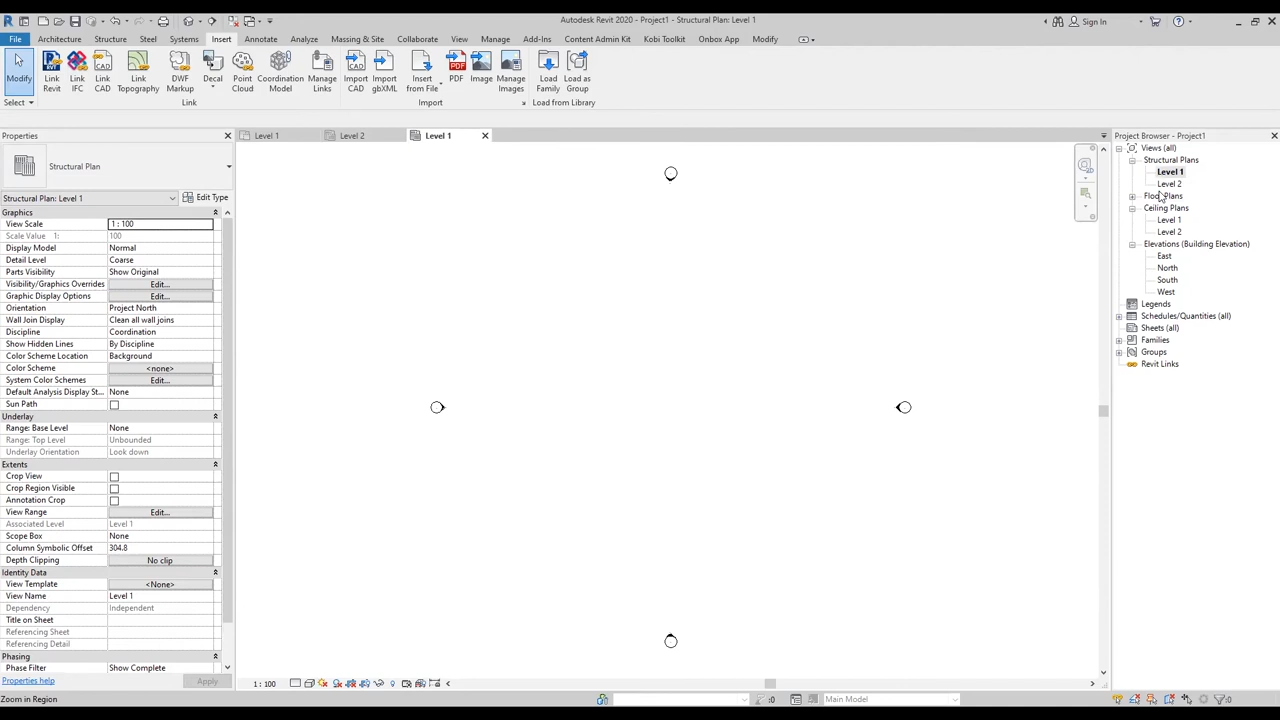 Autodesk Revit 2020 - Project1 - Structural Plan: Level 1
Sign In
File Architecture Structure Steel Systems Insert Annotate Analyze Massing & Site Collaborate View Manage Add-Ins Content Admin Kit Kobi Toolkit BIM Interoperability Tools Modify
Modify
Link Revit
Link IFC
Link CAD
Link Topography
DWF Markup
Decal
Point Cloud
Coordination Model
Manage Links
Import CAD
Import gbXML
Insert from File
PDF
Image
Manage Images
Load Family
Load as Group
Select
Link
Import
Load from Library
Properties
Level 1
Level 2
Level 1
Project Browser - Project1
Structural Plan
Structural Plan: Level 1
Edit Type
Graphics
View Scale 1 : 100
Scale Value 1: 100
Display Model Normal
Detail Level Coarse
Parts Visibility Show Original
Visibility/Graphics Overrides Edit...
Graphic Display Options Edit...
Orientation Project North
Wall Join Display Clean all wall joins
Discipline Coordination
Show Hidden Lines By Discipline
Color Scheme Location Background
Color Scheme <none>
System Color Schemes Edit...
Default Analysis Display St... None
Sun Path
Underlay
Range: Base Level None
Range: Top Level Unbounded
Underlay Orientation Look down
Extents
Crop View
Crop Region Visible
Annotation Crop
View Range Edit...
Associated Level Level 1
Scope Box None
Column Symbolic Offset 304.8
Depth Clipping No clip
Identity Data
View Template <None>
View Name Level 1
Dependency Independent
Title on Sheet
Referencing Sheet
Referencing Detail
Phasing
Phase Filter Show Complete
Properties help
Apply
Views (all)
Structural Plans
Level 1
Level 2
Floor Plans
Ceiling Plans
Level 1
Level 2
Elevations (Building Elevation)
East
North
South
West
Legends
Schedules/Quantities (all)
Sheets (all)
Families
Groups
Revit Links
1 : 100
Zoom in Region
:0
Main Model
:0